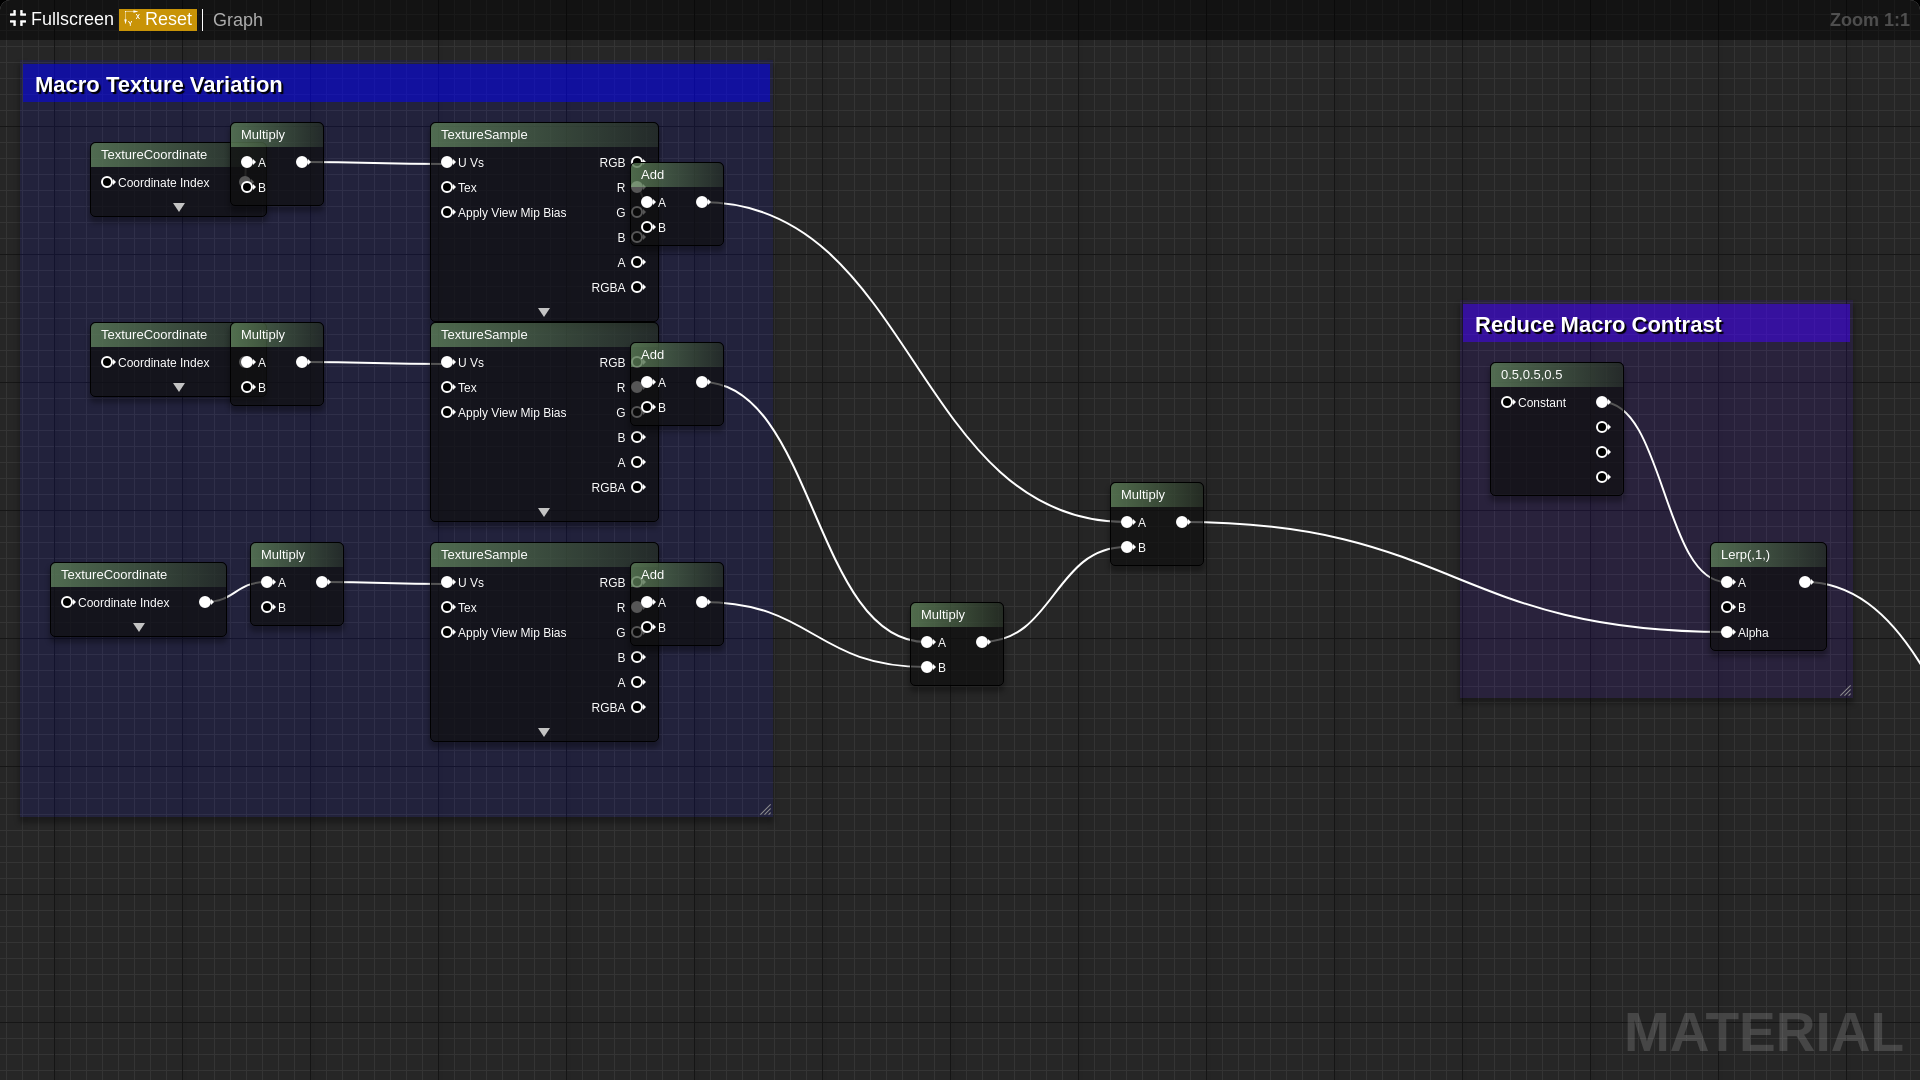 Fullscreen Reset Graph
Zoom 1:1
Macro Texture Variation
TextureCoordinate
Coordinate Index
Multiply
A
B
TextureSample
U Vs
Tex
Apply View Mip Bias
RGB
R
G
B
A
RGBA
Add
A
B
TextureCoordinate
Coordinate Index
Multiply
A
B
TextureSample
U Vs
Tex
Apply View Mip Bias
RGB
R
G
B
A
RGBA
Add
A
B
TextureCoordinate
Coordinate Index
Multiply
A
B
TextureSample
U Vs
Tex
Apply View Mip Bias
RGB
R
G
B
A
RGBA
Add
A
B
Multiply
A
B
Multiply
A
B
Reduce Macro Contrast
0.5,0.5,0.5
Constant
Lerp(,1,)
A
B
Alpha
MATERIAL